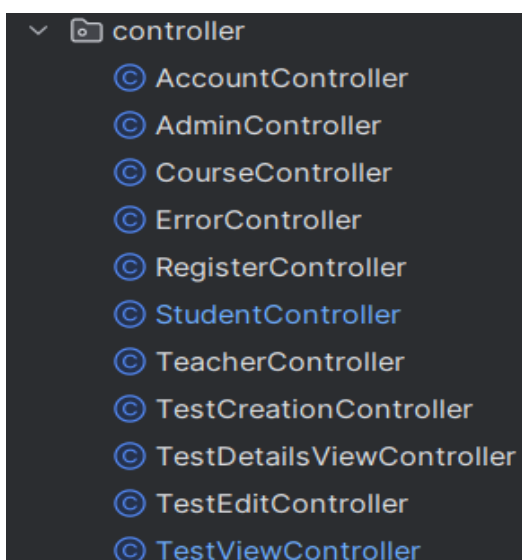 controller
AccountController
AdminController
CourseController
ErrorController
RegisterController
StudentController
TeacherController
TestCreationController
TestDetailsViewController
TestEditController
TestViewController